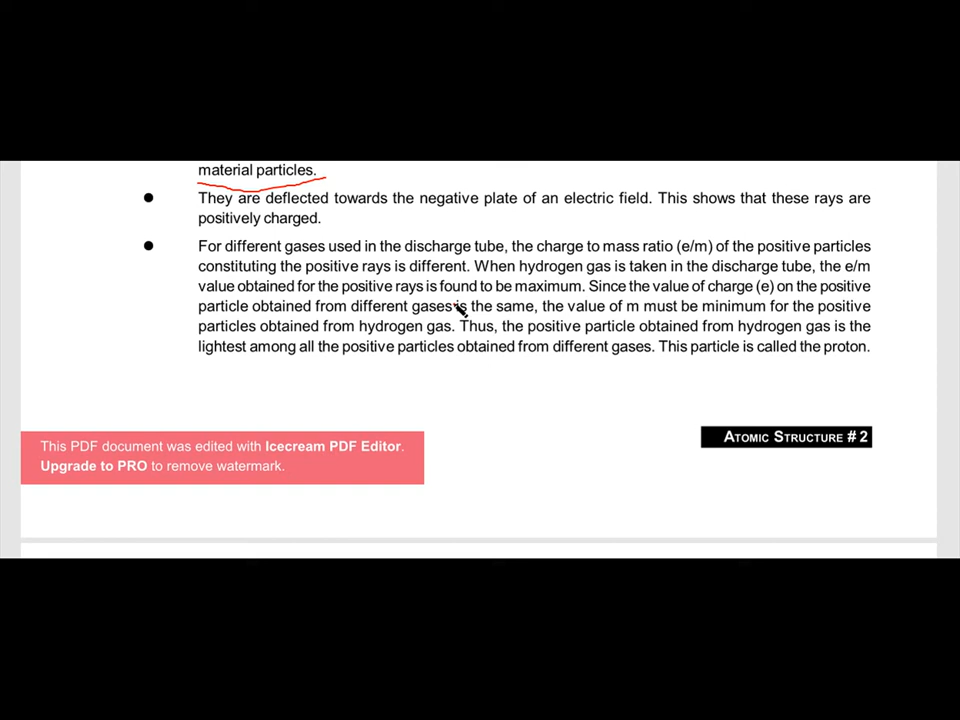 material particles.
● They are deflected towards the negative plate of an electric field. This shows that these rays are
positively charged.
● For different gases used in the discharge tube, the charge to mass ratio (e/m) of the positive particles
constituting the positive rays is different. When hydrogen gas is taken in the discharge tube, the e/m
value obtained for the positive rays is found to be maximum. Since the value of charge (e) on the positive
particle obtained from different gases is the same, the value of m must be minimum for the positive
particles obtained from hydrogen gas. Thus, the positive particle obtained from hydrogen gas is the
lightest among all the positive particles obtained from different gases. This particle is called the proton.
ATOMIC STRUCTURE # 2
This PDF document was edited with Icecream PDF Editor.
Upgrade to PRO to remove watermark.